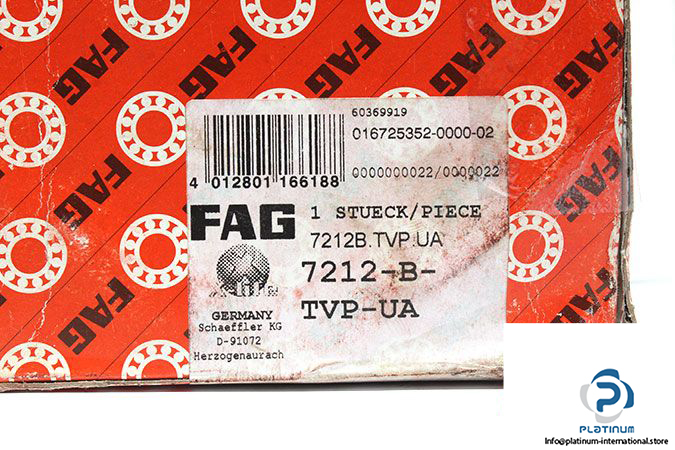 FAG
FAG
FAG
FAG
FAG
FAG
60369919
016725352-0000-02
4 012801 166188
0000000022/0000022
FAG
1 STUECK/PIECE
7212B.TVP.UA
7212-B-
TVP-UA
GERMANY
Schaeffler KG
D-91072
Herzogenaurach
PLATINUM
Info@platinum-international.store